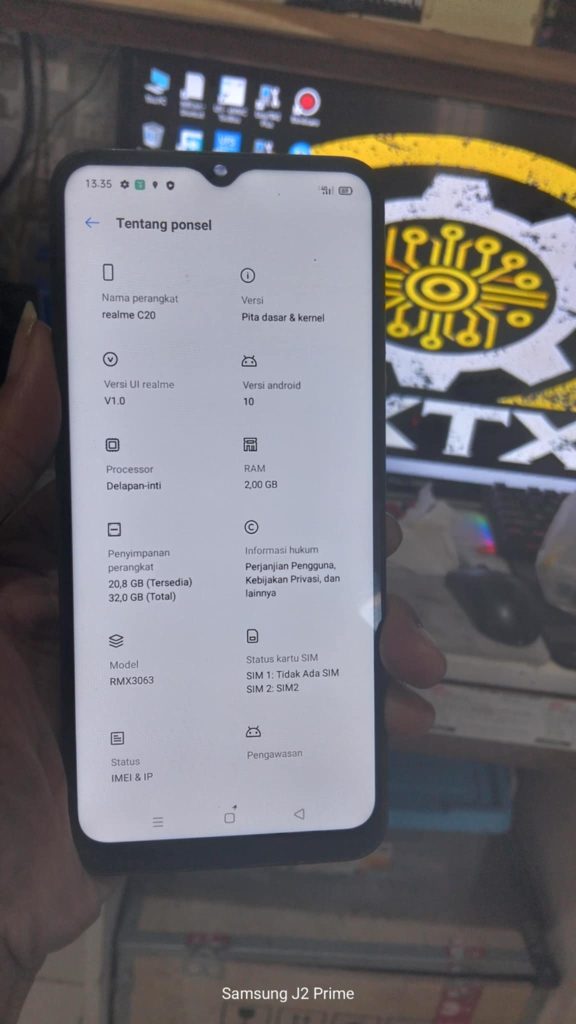 13.35
Tentang ponsel
Nama perangkat
realme C20
Versi
Pita dasar & kernel
Versi UI realme
V1.0
Versi android
10
Processor
Delapan-inti
RAM
2,00 GB
Penyimpanan
perangkat
20,8 GB (Tersedia)
32,0 GB (Total)
Informasi hukum
Perjanjian Pengguna,
Kebijakan Privasi, dan
lainnya
Model
RMX3063
Status kartu SIM
SIM 1: Tidak Ada SIM
SIM 2: SIM2
Status
IMEI & IP
Pengawasan
XTX
Samsung J2 Prime